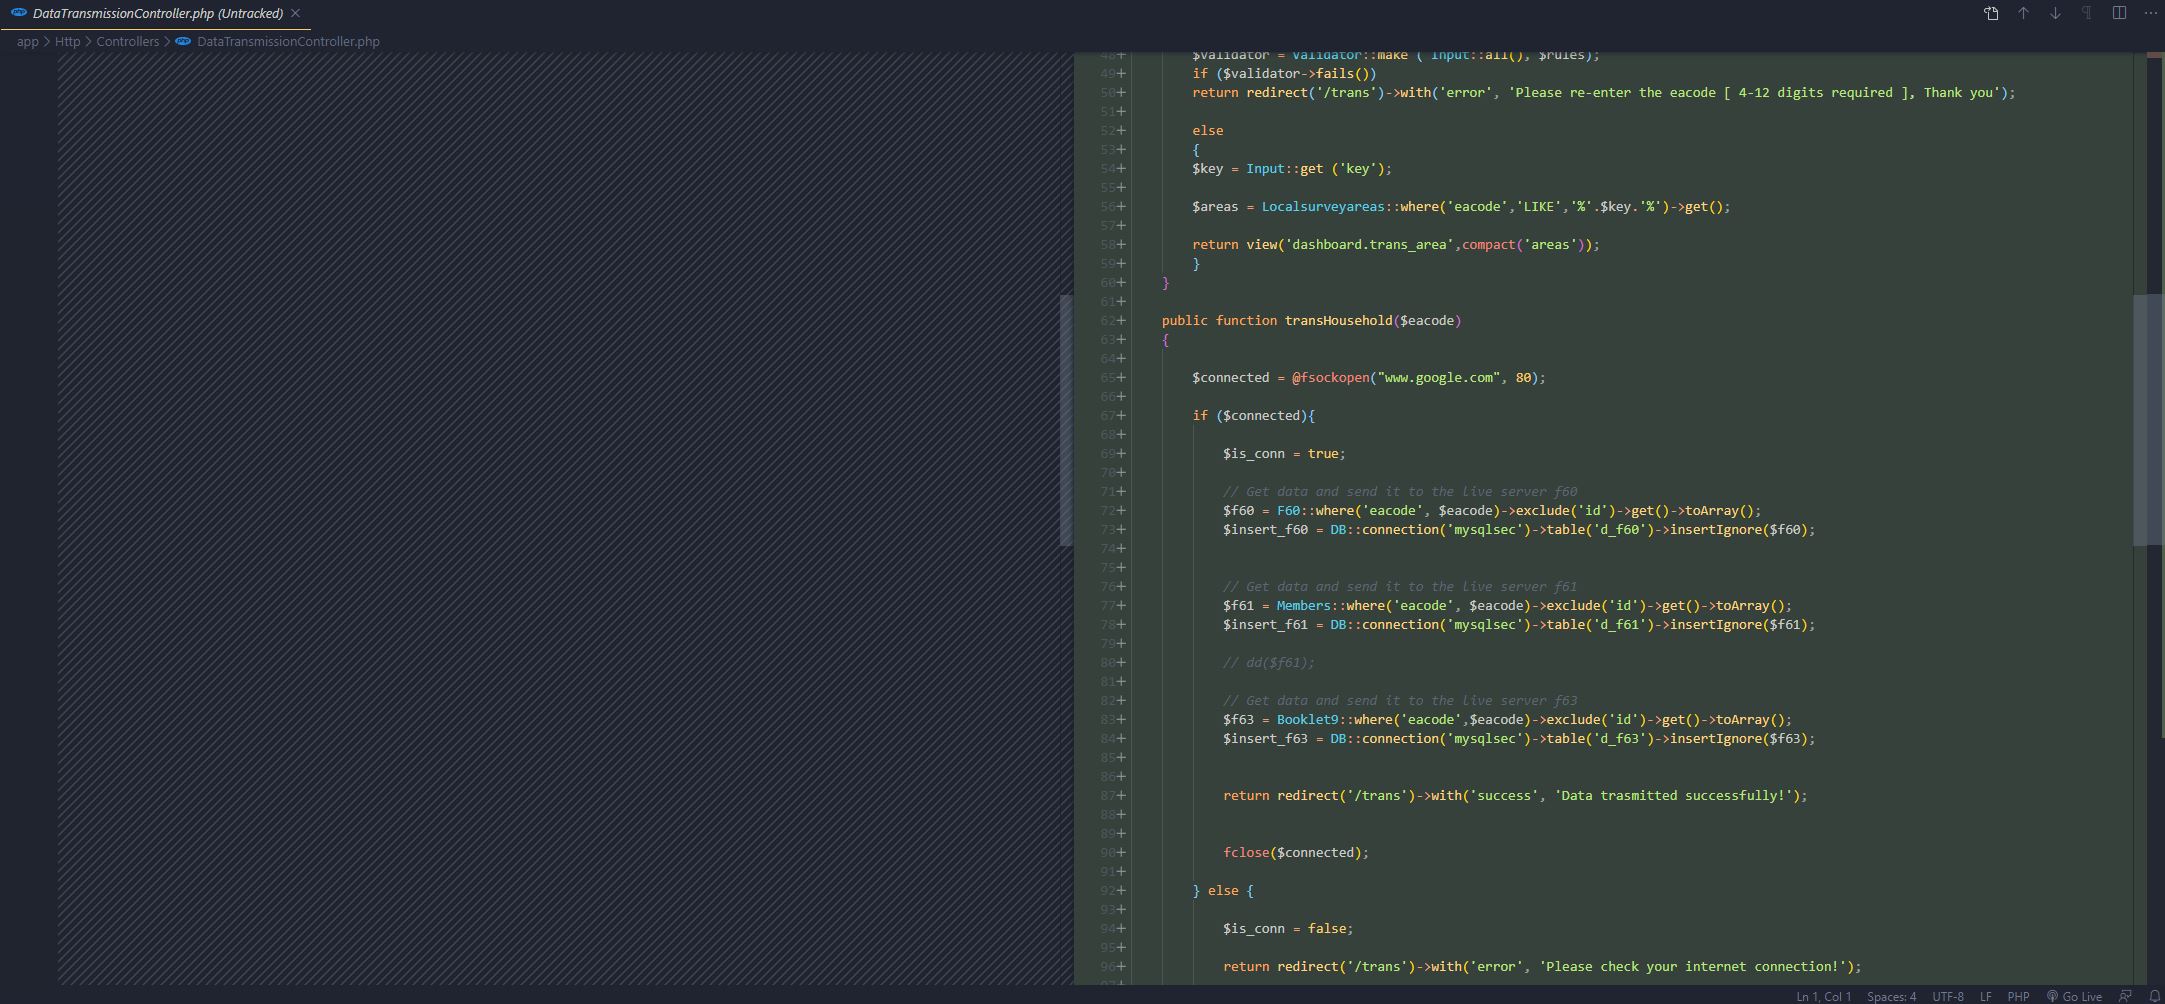 DataTransmissionController.php (Untracked)
app > Http > Controllers > DataTransmissionController.php
48+ $validator = Validator::make ( Input::all(), $rules);
49+ if ($validator->fails())
50+ return redirect('/trans')->with('error', 'Please re-enter the eacode [ 4-12 digits required ], Thank you');
51+
52+ else
53+ {
54+ $key = Input::get ('key');
55+
56+ $areas = Localsurveyareas::where('eacode','LIKE','%'.$key.'%')->get();
57+
58+ return view('dashboard.trans_area',compact('areas'));
59+ }
60+ }
61+
62+ public function transHousehold($eacode)
63+ {
64+
65+ $connected = @fsockopen("www.google.com", 80);
66+
67+ if ($connected){
68+
69+ $is_conn = true;
70+
71+ // Get data and send it to the live server f60
72+ $f60 = F60::where('eacode', $eacode)->exclude('id')->get()->toArray();
73+ $insert_f60 = DB::connection('mysqlsec')->table('d_f60')->insertIgnore($f60);
74+
75+
76+ // Get data and send it to the live server f61
77+ $f61 = Members::where('eacode', $eacode)->exclude('id')->get()->toArray();
78+ $insert_f61 = DB::connection('mysqlsec')->table('d_f61')->insertIgnore($f61);
79+
80+ // dd($f61);
81+
82+ // Get data and send it to the live server f63
83+ $f63 = Booklet9::where('eacode',$eacode)->exclude('id')->get()->toArray();
84+ $insert_f63 = DB::connection('mysqlsec')->table('d_f63')->insertIgnore($f63);
85+
86+
87+ return redirect('/trans')->with('success', 'Data trasmitted successfully!');
88+
89+
90+ fclose($connected);
91+
92+ } else {
93+
94+ $is_conn = false;
95+
96+ return redirect('/trans')->with('error', 'Please check your internet connection!');
97+
Ln 1, Col 1 Spaces: 4 UTF-8 LF PHP Go Live